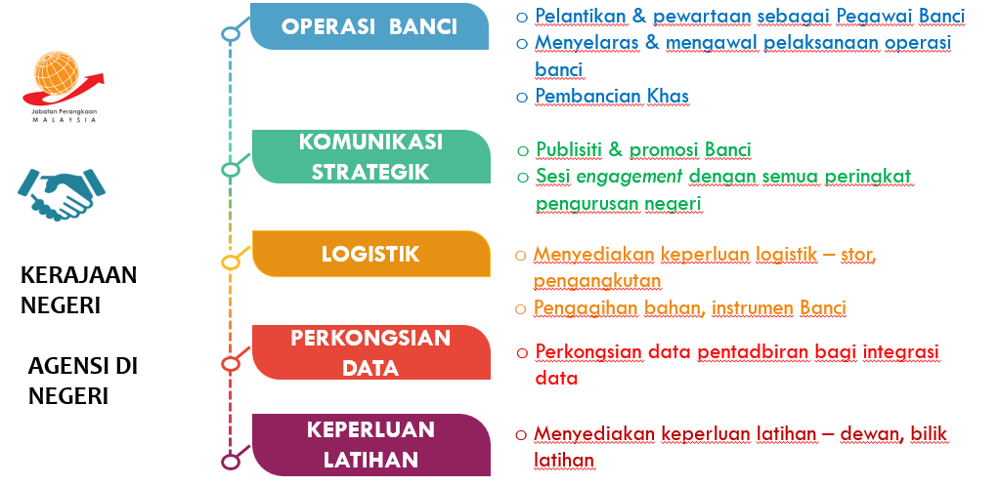 Jabatan Perangkaan
MALAYSIA
KERAJAAN
NEGERI
AGENSI DI
NEGERI
OPERASI BANCI
o Pelantikan & pewartaan sebagai Pegawai Banci
o Menyelaras & mengawal pelaksanaan operasi
banci
o Pembancian Khas
KOMUNIKASI
STRATEGIK
o Publisiti & promosi Banci
o Sesi engagement dengan semua peringkat
pengurusan negeri
LOGISTIK
o Menyediakan keperluan logistik – stor,
pengangkutan
o Pengagihan bahan, instrumen Banci
PERKONGSIAN
DATA
o Perkongsian data pentadbiran bagi integrasi
data
KEPERLUAN
LATIHAN
o Menyediakan keperluan latihan – dewan, bilik
latihan